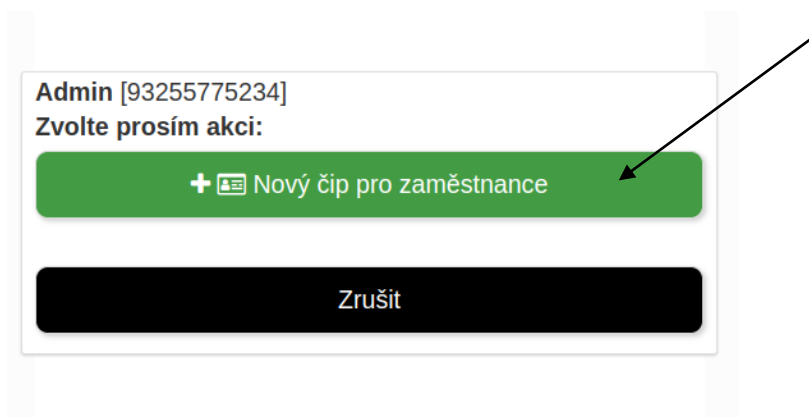 Admin [93255775234]
Zvolte prosím akci:
Nový čip pro zaměstnance
Zrušit